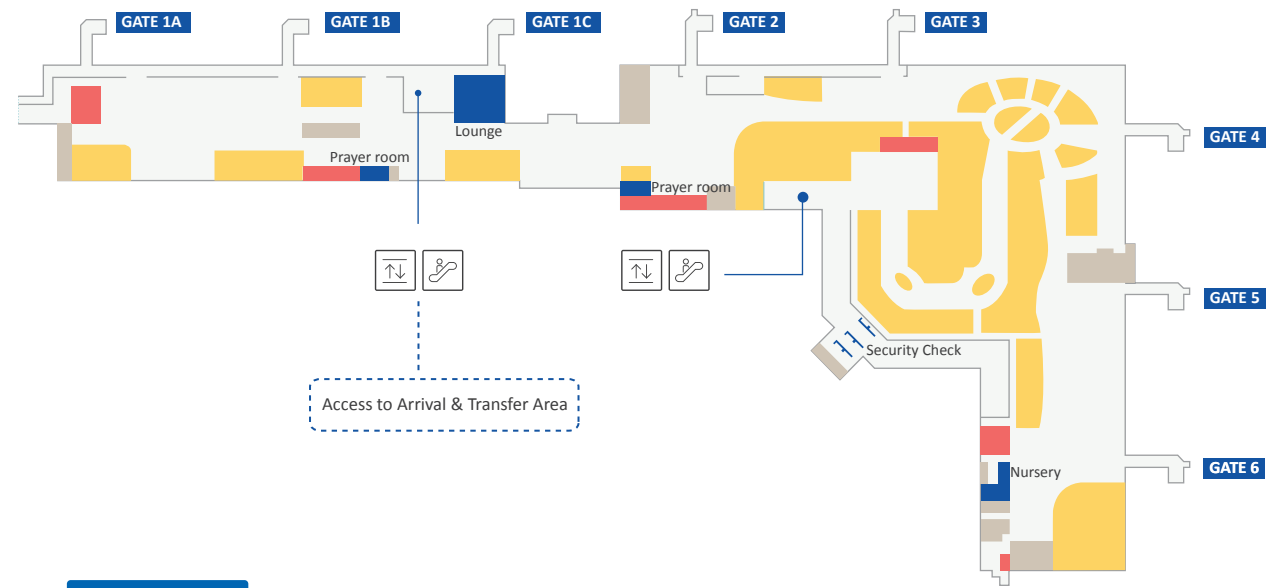 GATE 1A
GATE 1B
GATE 1C
GATE 2
GATE 3
Lounge
GATE 4
Prayer room
Prayer room
GATE 5
Security Check
Access to Arrival & Transfer Area
GATE 6
Nursery